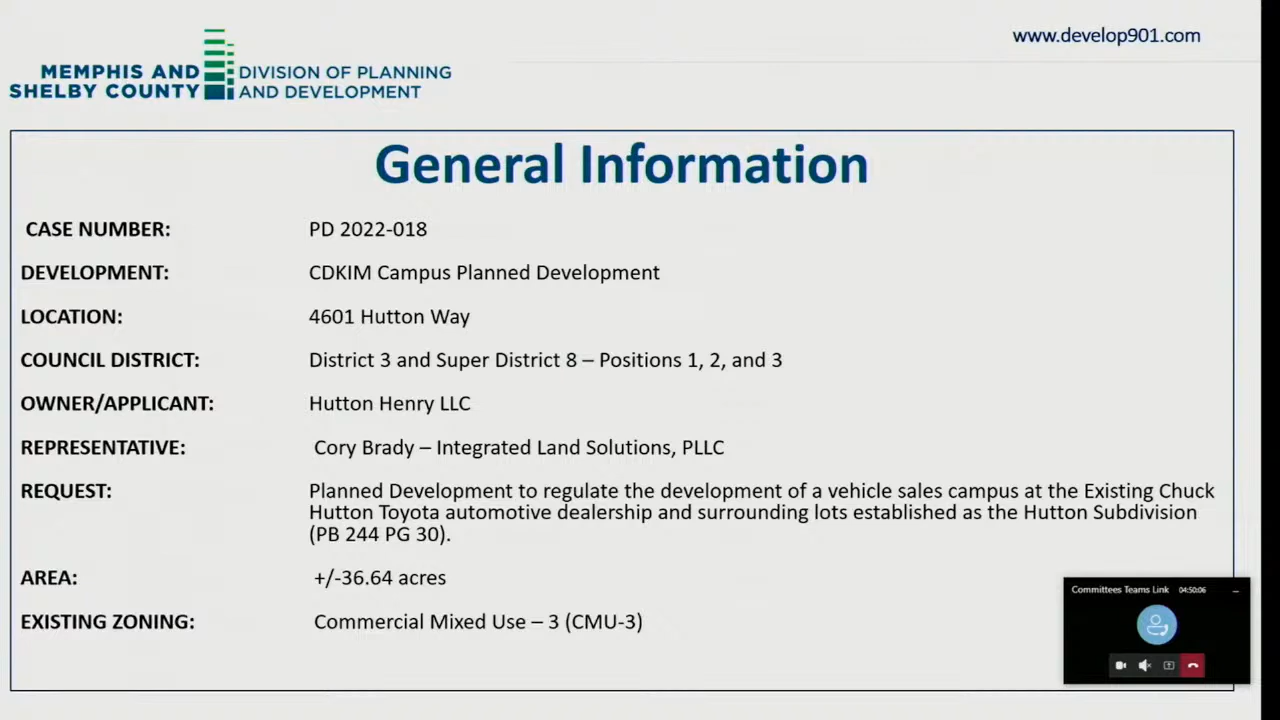 www.develop901.com
MEMPHIS AND
SHELBY COUNTY
DIVISION OF PLANNING
AND DEVELOPMENT
General Information
CASE NUMBER: PD 2022-018
DEVELOPMENT: CDKIM Campus Planned Development
LOCATION: 4601 Hutton Way
COUNCIL DISTRICT: District 3 and Super District 8 – Positions 1, 2, and 3
OWNER/APPLICANT: Hutton Henry LLC
REPRESENTATIVE: Cory Brady – Integrated Land Solutions, PLLC
REQUEST: Planned Development to regulate the development of a vehicle sales campus at the Existing Chuck
Hutton Toyota automotive dealership and surrounding lots established as the Hutton Subdivision
(PB 244 PG 30).
AREA: +/-36.64 acres
EXISTING ZONING: Commercial Mixed Use – 3 (CMU-3)
Committees Teams Link 04:50:06